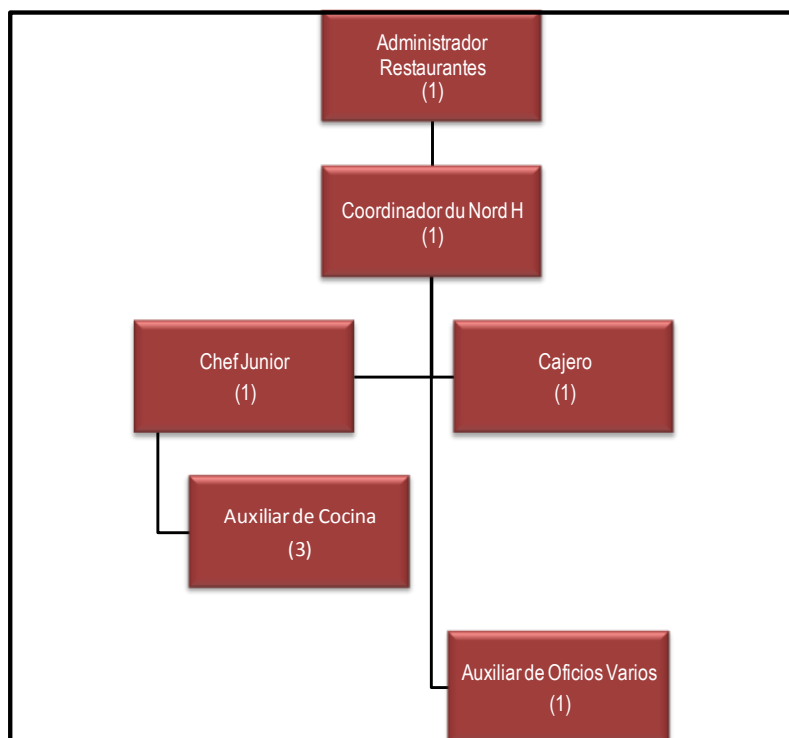 Administrador
Restaurantes
(1)
Coordinador du Nord H
(1)
Chef Junior
(1)
Cajero
(1)
Auxiliar de Cocina
(3)
Auxiliar de Oficios Varios
(1)